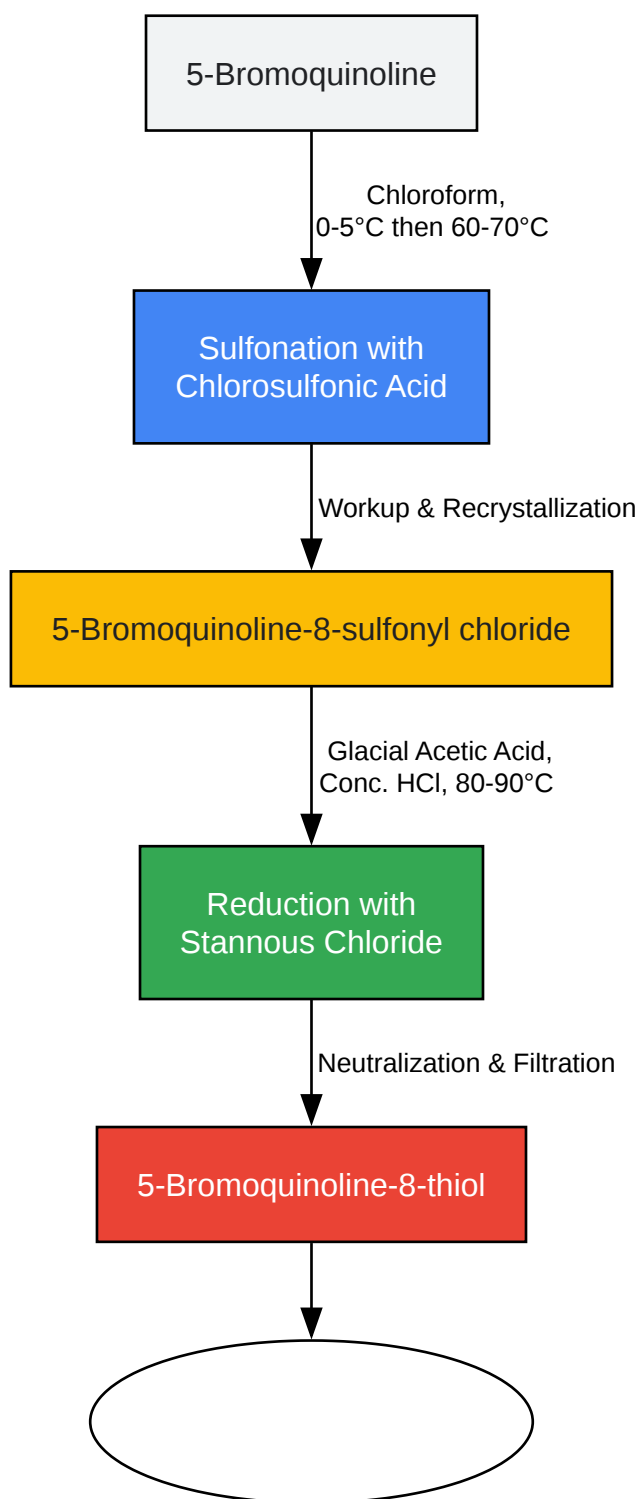 5-Bromoquinoline
Chloroform,
0-5°C then 60-70°C
Sulfonation with
Chlorosulfonic Acid
Workup & Recrystallization
5-Bromoquinoline-8-sulfonyl chloride
Glacial Acetic Acid,
Conc. HCl, 80-90°C
Reduction with
Stannous Chloride
Neutralization & Filtration
5-Bromoquinoline-8-thiol